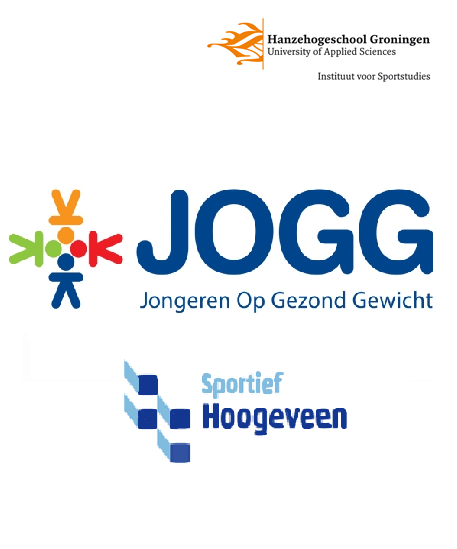 Hanzehogeschool Groningen
University of Applied Sciences
Instituut voor Sportstudies
JOGG
Jongeren Op Gezond Gewicht
Sportief
Hoogeveen